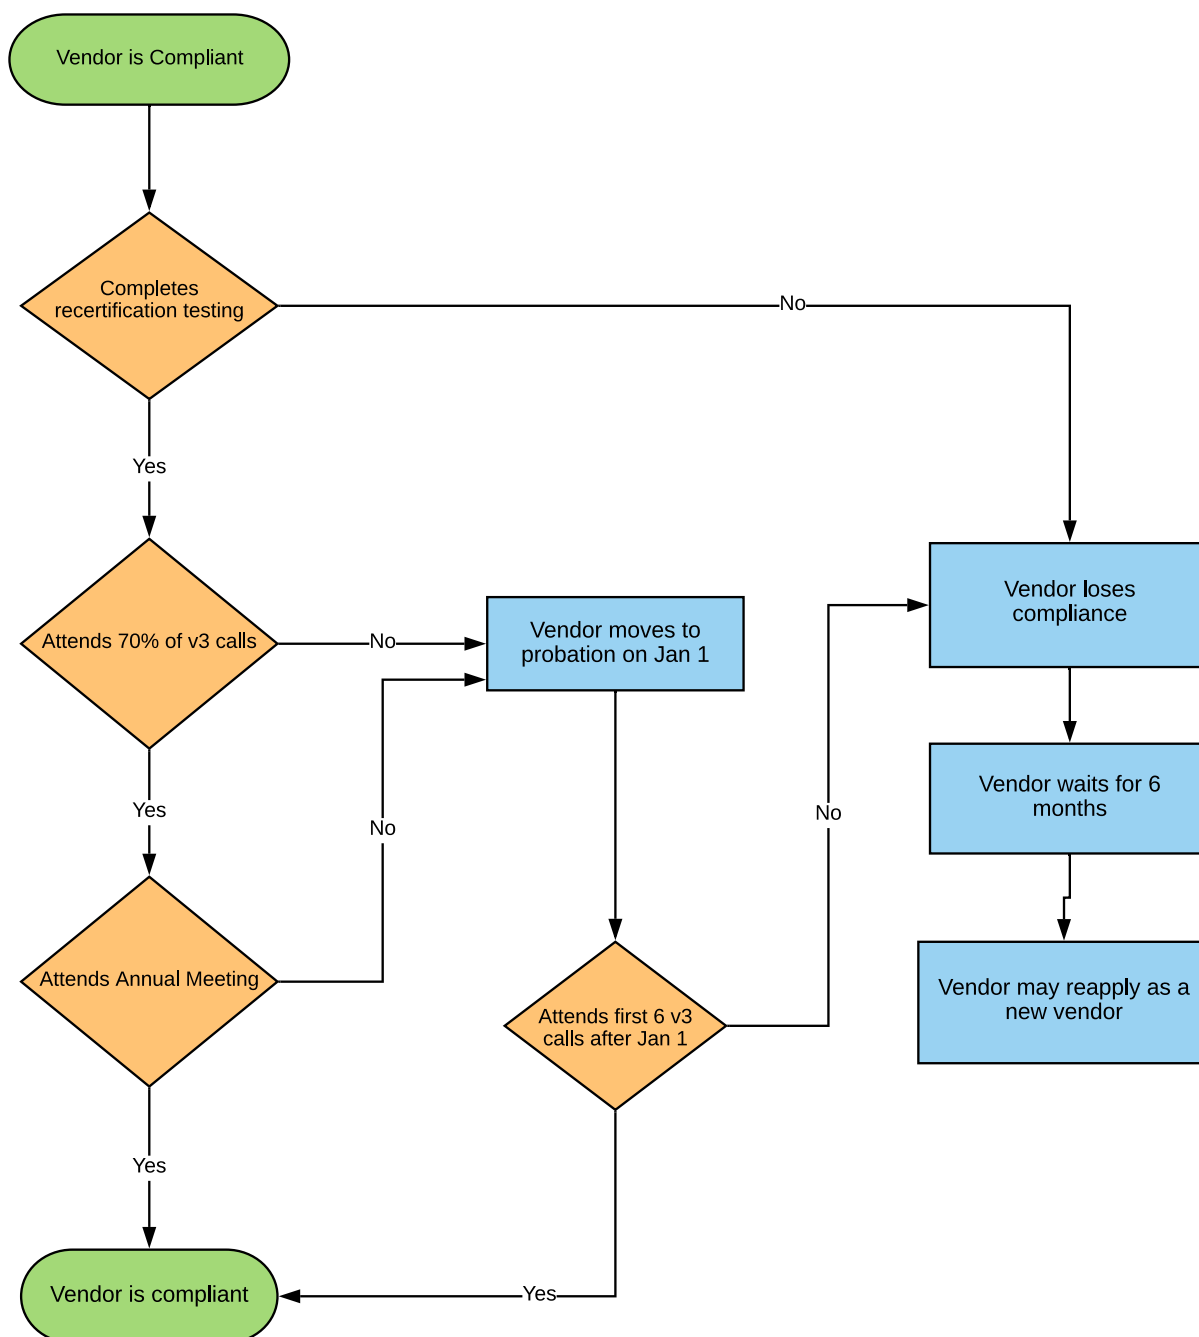 Vendor is Compliant
Completes
recertification testing
No
Yes
Attends 70% of v3 calls
No
Vendor moves to
probation on Jan 1
Vendor loses
compliance
Yes
No
No
Vendor waits for 6
months
Attends Annual Meeting
Attends first 6 v3
calls after Jan 1
Vendor may reapply as a
new vendor
Yes
Vendor is compliant
Yes